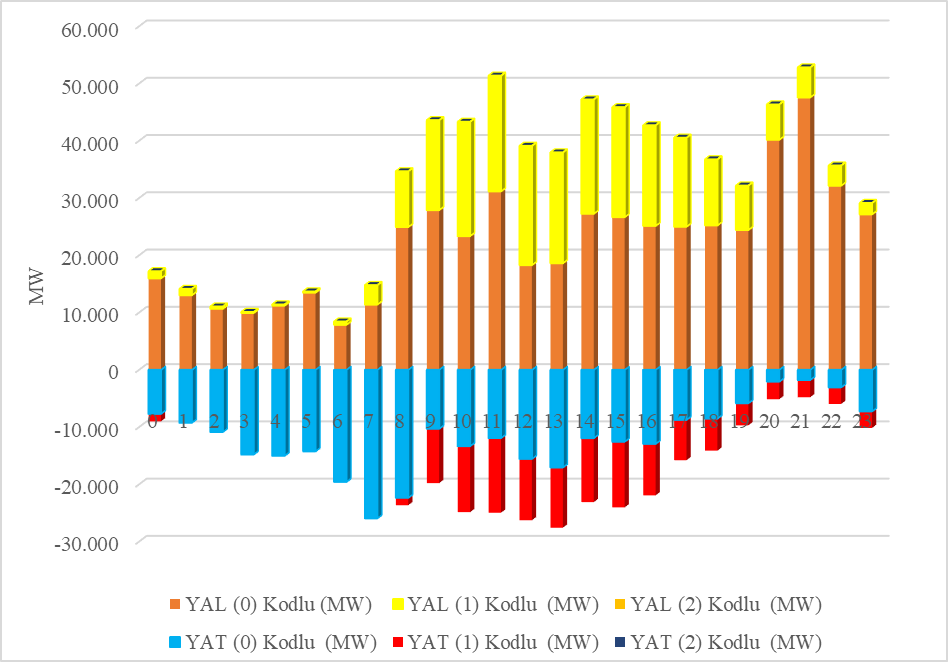 60.000
50.000
40.000
30.000
20.000
10.000
0
-10.000
-20.000
-30.000
MW
0 1 2 3 4 5 6 7 8 9 10 11 12 13 14 15 16 17 18 19 20 21 22 23
YAL (0) Kodlu (MW) YAL (1) Kodlu (MW) YAL (2) Kodlu (MW)
YAT (0) Kodlu (MW) YAT (1) Kodlu (MW) YAT (2) Kodlu (MW)